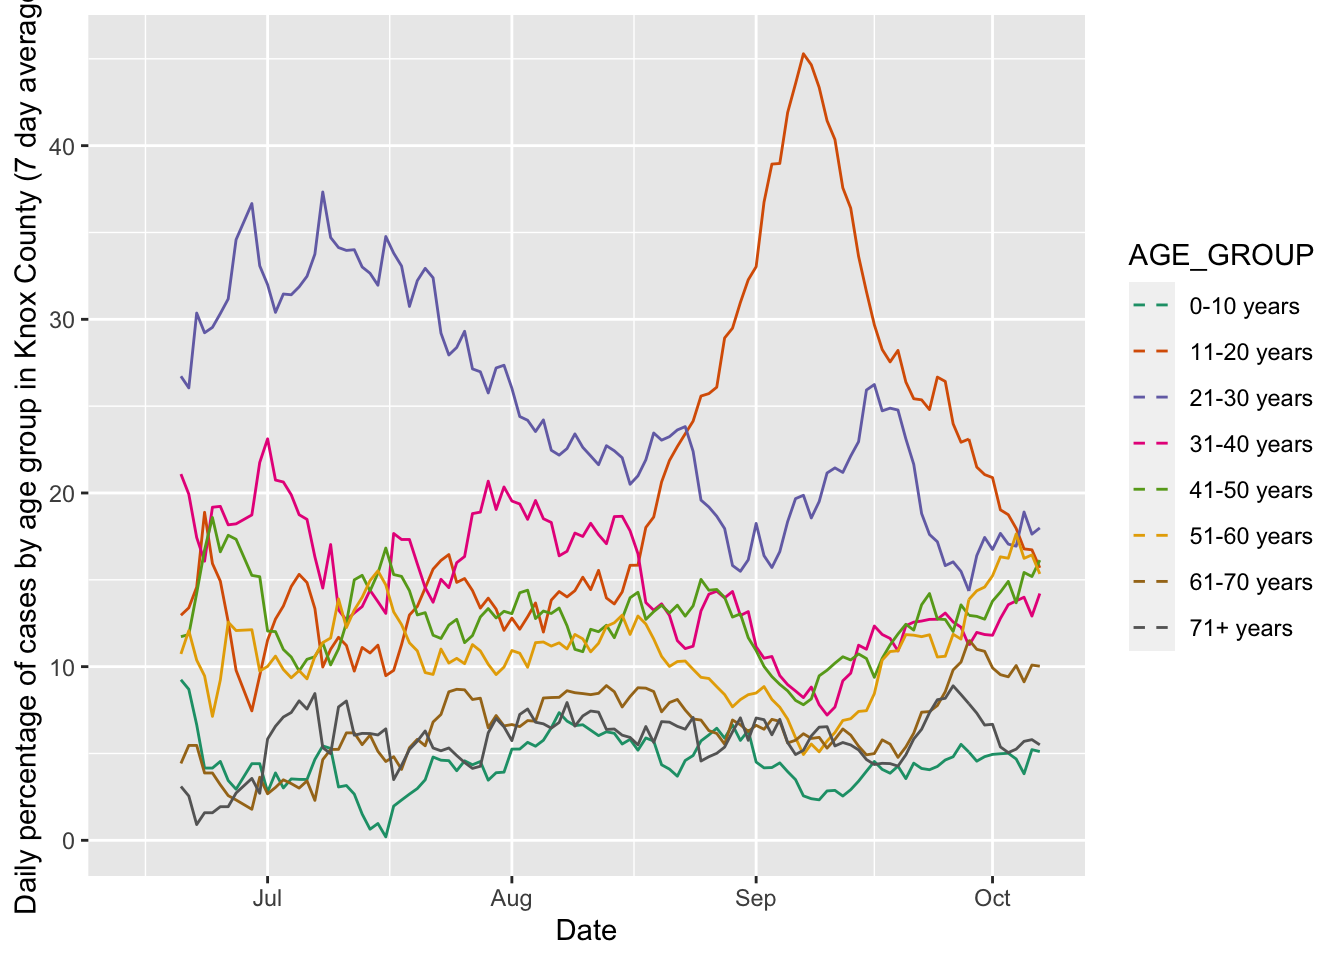 Daily percentage of cases by age group in Knox County (7 day average
40
30
20
10
0
Jul Aug Sep Oct
Date
AGE_GROUP
0-10 years
11-20 years
21-30 years
31-40 years
41-50 years
51-60 years
61-70 years
71+ years